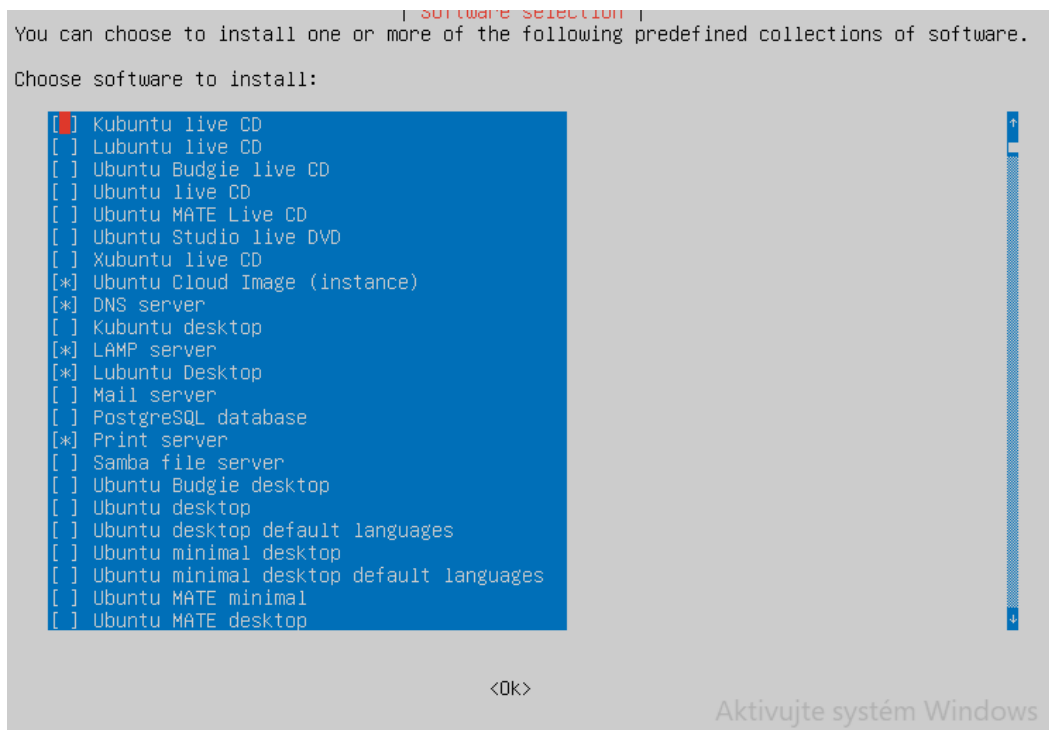 Software selection
You can choose to install one or more of the following predefined collections of software.
Choose software to install:
[ ] Kubuntu live CD
[ ] Lubuntu live CD
[ ] Ubuntu Budgie live CD
[ ] Ubuntu live CD
[ ] Ubuntu MATE Live CD
[ ] Ubuntu Studio live DVD
[ ] Xubuntu live CD
[*] Ubuntu Cloud Image (instance)
[*] DNS server
[ ] Kubuntu desktop
[*] LAMP server
[*] Lubuntu Desktop
[ ] Mail server
[ ] PostgreSQL database
[*] Print server
[ ] Samba file server
[ ] Ubuntu Budgie desktop
[ ] Ubuntu desktop
[ ] Ubuntu desktop default languages
[ ] Ubuntu minimal desktop
[ ] Ubuntu minimal desktop default languages
[ ] Ubuntu MATE minimal
[ ] Ubuntu MATE desktop
<Ok>
Aktivujte systém Windows